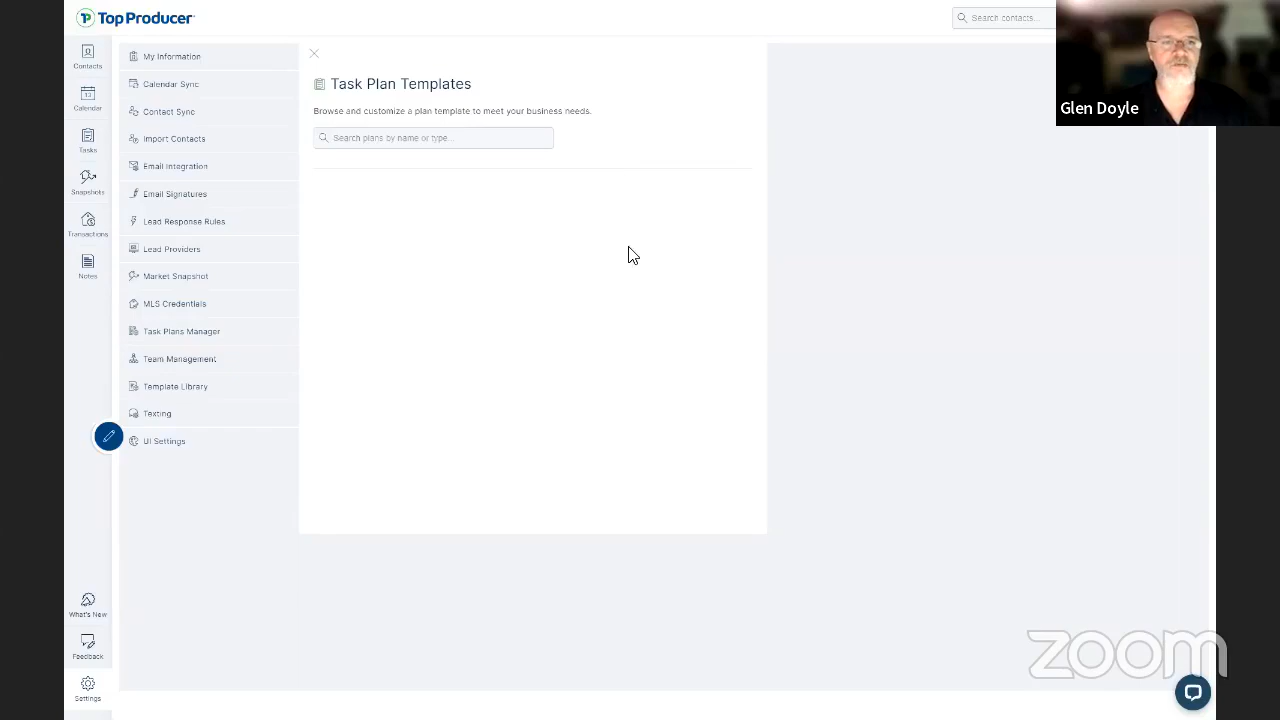 Top Producer
Search contacts...
Glen Doyle
Contacts
Calendar
Tasks
Snapshots
Transactions
Notes
What's New
Feedback
Settings
My Information
Calendar Sync
Contact Sync
Import Contacts
Email Integration
Email Signatures
Lead Response Rules
Lead Providers
Market Snapshot
MLS Credentials
Task Plans Manager
Team Management
Template Library
Texting
UI Settings
Task Plan Templates
Browse and customize a plan template to meet your business needs.
Search plans by name or type...
zoom